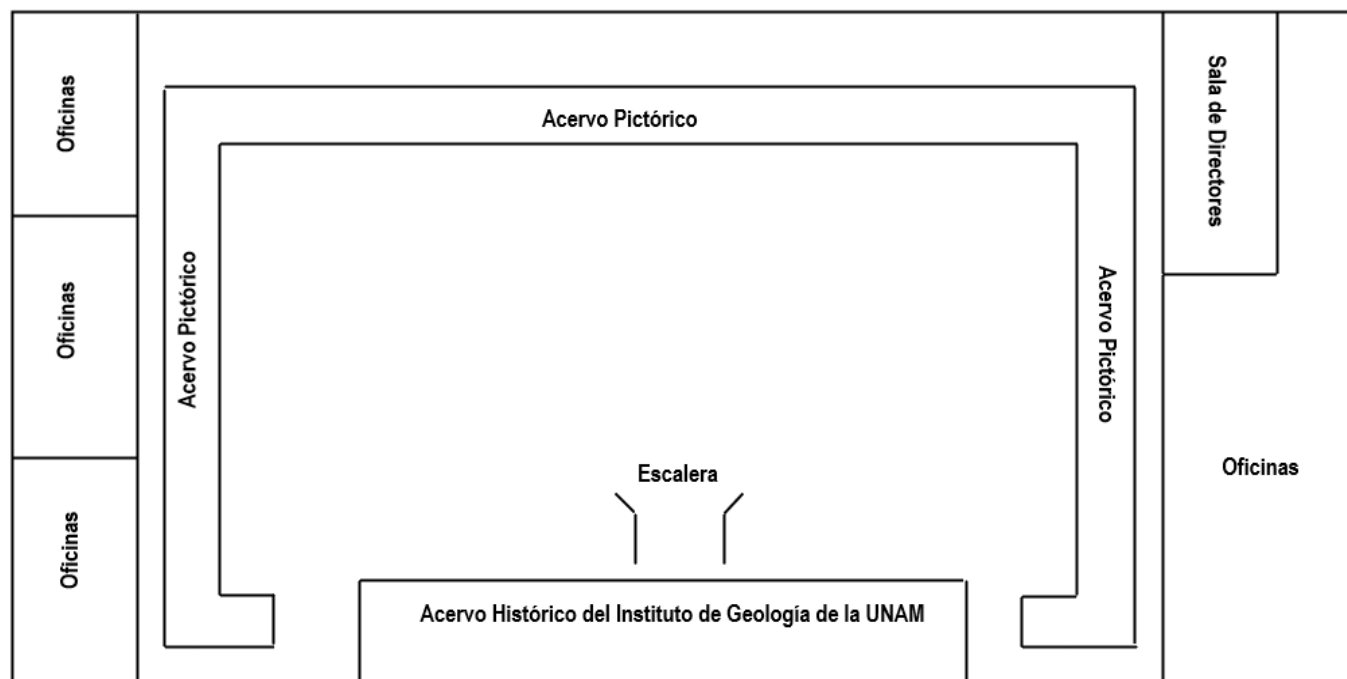 Oficinas
Acervo Pictórico
Sala de Directores
Oficinas
Acervo Pictórico
Acervo Pictórico
Escalera
Oficinas
Oficinas
Acervo Histórico del Instituto de Geología de la UNAM